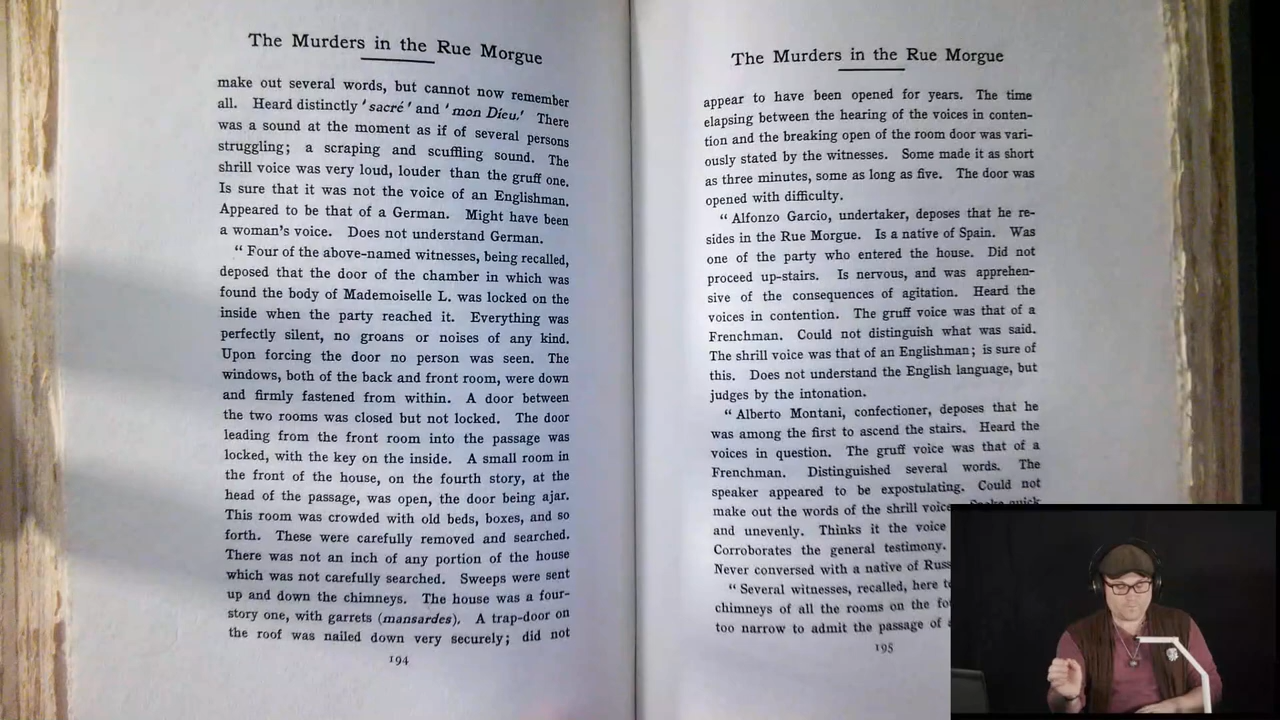 The Murders in the Rue Morgue
make out several words, but cannot now remember
all. Heard distinctly ‘sacré’ and ‘mon Dieu.’ There
was a sound at the moment as if of several persons
struggling; a scraping and scuffling sound. The
shrill voice was very loud, louder than the gruff one.
Is sure that it was not the voice of an Englishman.
Appeared to be that of a German. Might have been
a woman's voice. Does not understand German.
“Four of the above-named witnesses, being recalled,
deposed that the door of the chamber in which was
found the body of Mademoiselle L. was locked on the
inside when the party reached it. Everything was
perfectly silent, no groans or noises of any kind.
Upon forcing the door no person was seen. The
windows, both of the back and front room, were down
and firmly fastened from within. A door between
the two rooms was closed but not locked. The door
leading from the front room into the passage was
locked, with the key on the inside. A small room in
the front of the house, on the fourth story, at the
head of the passage, was open, the door being ajar.
This room was crowded with old beds, boxes, and so
forth. These were carefully removed and searched.
There was not an inch of any portion of the house
which was not carefully searched. Sweeps were sent
up and down the chimneys. The house was a four-
story one, with garrets (mansardes). A trap-door on
the roof was nailed down very securely; did not
194
The Murders in the Rue Morgue
appear to have been opened for years. The time
elapsing between the hearing of the voices in conten-
tion and the breaking open of the room door was vari-
ously stated by the witnesses. Some made it as short
as three minutes, some as long as five. The door was
opened with difficulty.
“Alfonzo Garcio, undertaker, deposes that he re-
sides in the Rue Morgue. Is a native of Spain. Was
one of the party who entered the house. Did not
proceed up-stairs. Is nervous, and was apprehen-
sive of the consequences of agitation. Heard the
voices in contention. The gruff voice was that of a
Frenchman. Could not distinguish what was said.
The shrill voice was that of an Englishman; is sure of
this. Does not understand the English language, but
judges by the intonation.
“Alberto Montani, confectioner, deposes that he
was among the first to ascend the stairs. Heard the
voices in question. The gruff voice was that of a
Frenchman. Distinguished several words. The
speaker appeared to be expostulating. Could not
make out the words of the shrill voice
and unevenly. Thinks it the voice
Corroborates the general testimony.
Never conversed with a native of
“Several witnesses, recalled, here
chimneys of all the rooms on the
too narrow to admit the passage of
195